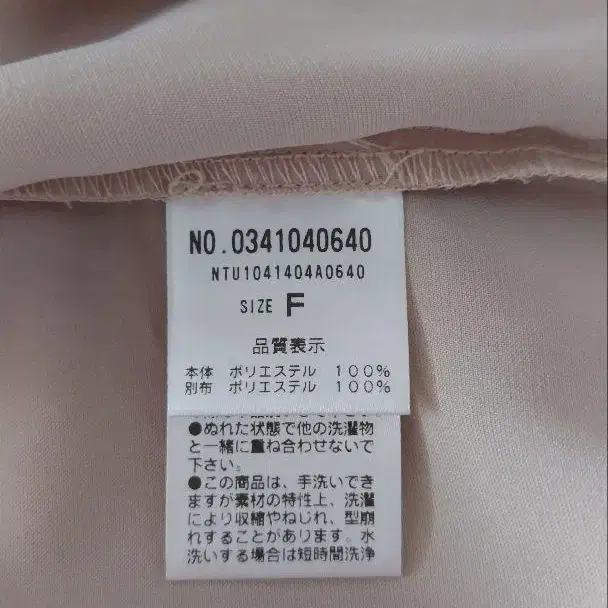 NO.0341040640
NTU1041404A0640
SIZE F
品質表示
本体 ポリエステル 100%
別布 ポリエステル 100%
●ぬれた状態で他の洗濯物
と一緒に重ね合わせないで
下さい。
●この商品は、手洗いでき
ますが素材の特性上、洗濯
により収縮やねじれ、型崩
れすることがあります。水
洗いする場合は短時間洗浄